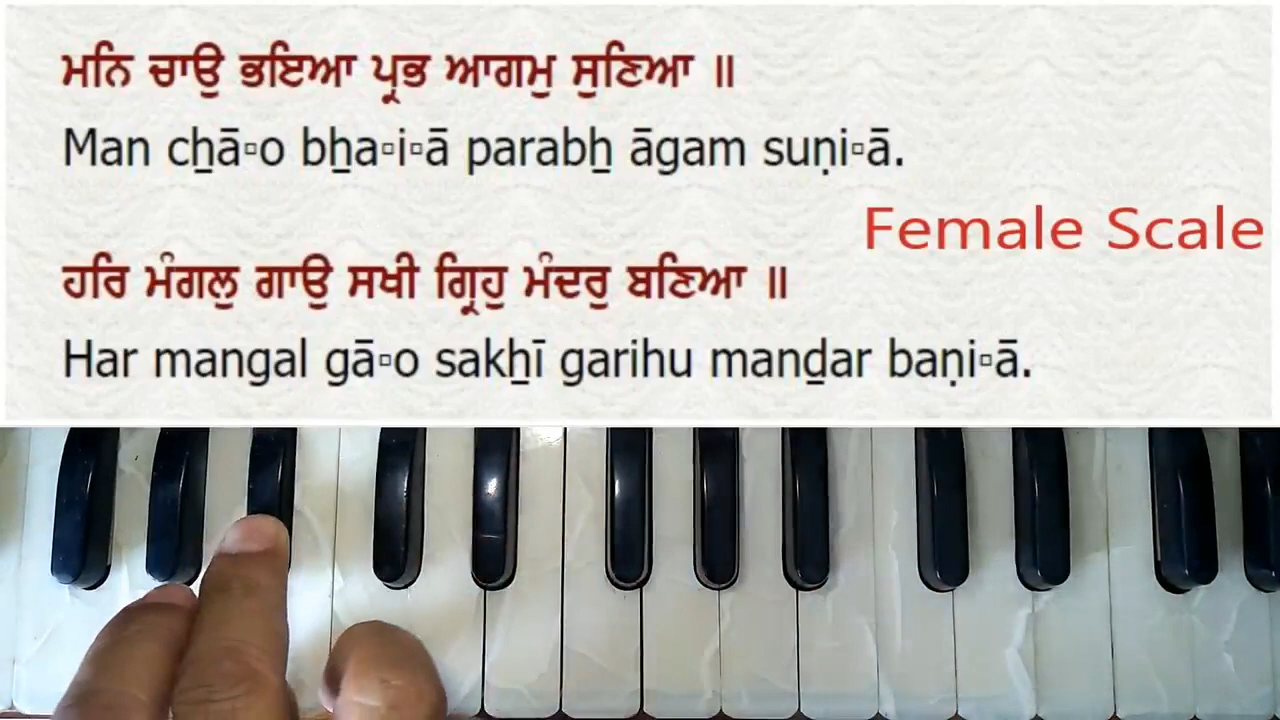 ਮਨਿ ਚਾਉ ਭਇਆ ਪ੍ਰਭ ਆਗਮੁ ਸੁਣਿਆ ॥
Man cẖā▫o bẖa▫i▫ā parabẖ āgam suṇi▫ā.
Female Scale
ਹਰਿ ਮੰਗਲੁ ਗਾਉ ਸਖੀ ਗ੍ਰਿਹੁ ਮੰਦਰੁ ਬਣਿਆ ॥
Har mangal gā▫o sakẖī garihu manḏar baṇi▫ā.